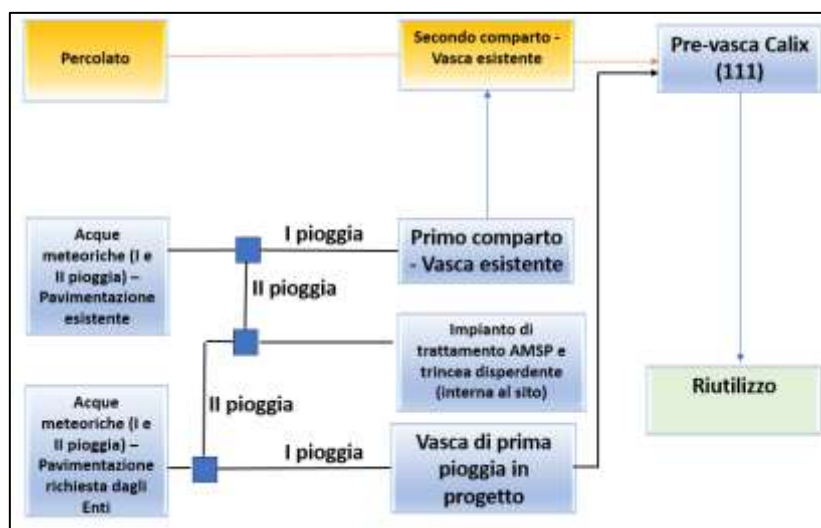 Percolato
Secondo comparto -
Vasca esistente
Pre-vasca Calix
(111)
Acque
meteoriche (I e
II pioggia) –
Pavimentazione
esistente
I pioggia
Primo comparto
- Vasca esistente
II pioggia
Impianto di
trattamento AMSP e
trincea disperdente
(interna al sito)
Riutilizzo
II pioggia
Acque
meteoriche (I e
II pioggia) –
Pavimentazione
richiesta dagli
Enti
I pioggia
Vasca di prima
pioggia in
progetto